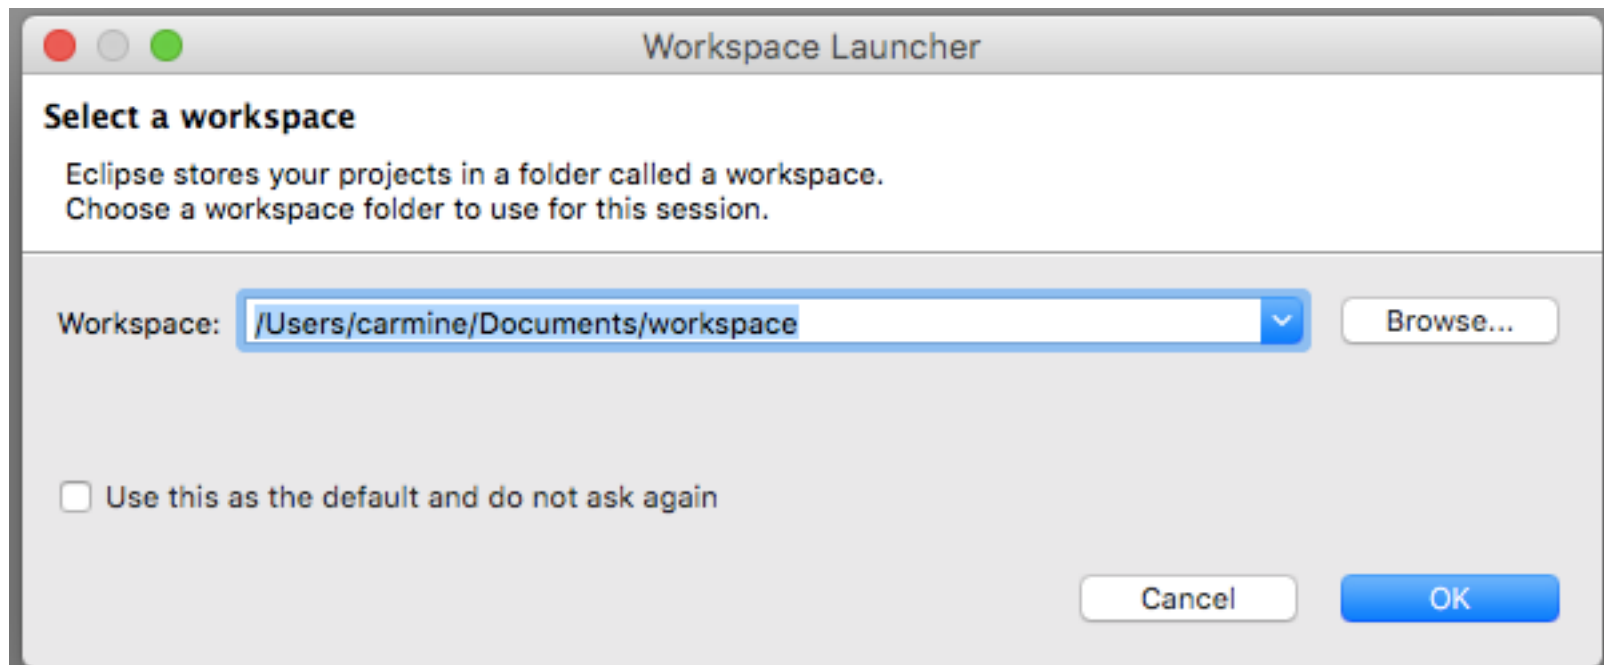 Workspace Launcher
Select a workspace
Eclipse stores your projects in a folder called a workspace.
Choose a workspace folder to use for this session.
Workspace: /Users/carmine/Documents/workspace Browse...
Use this as the default and do not ask again
Cancel OK